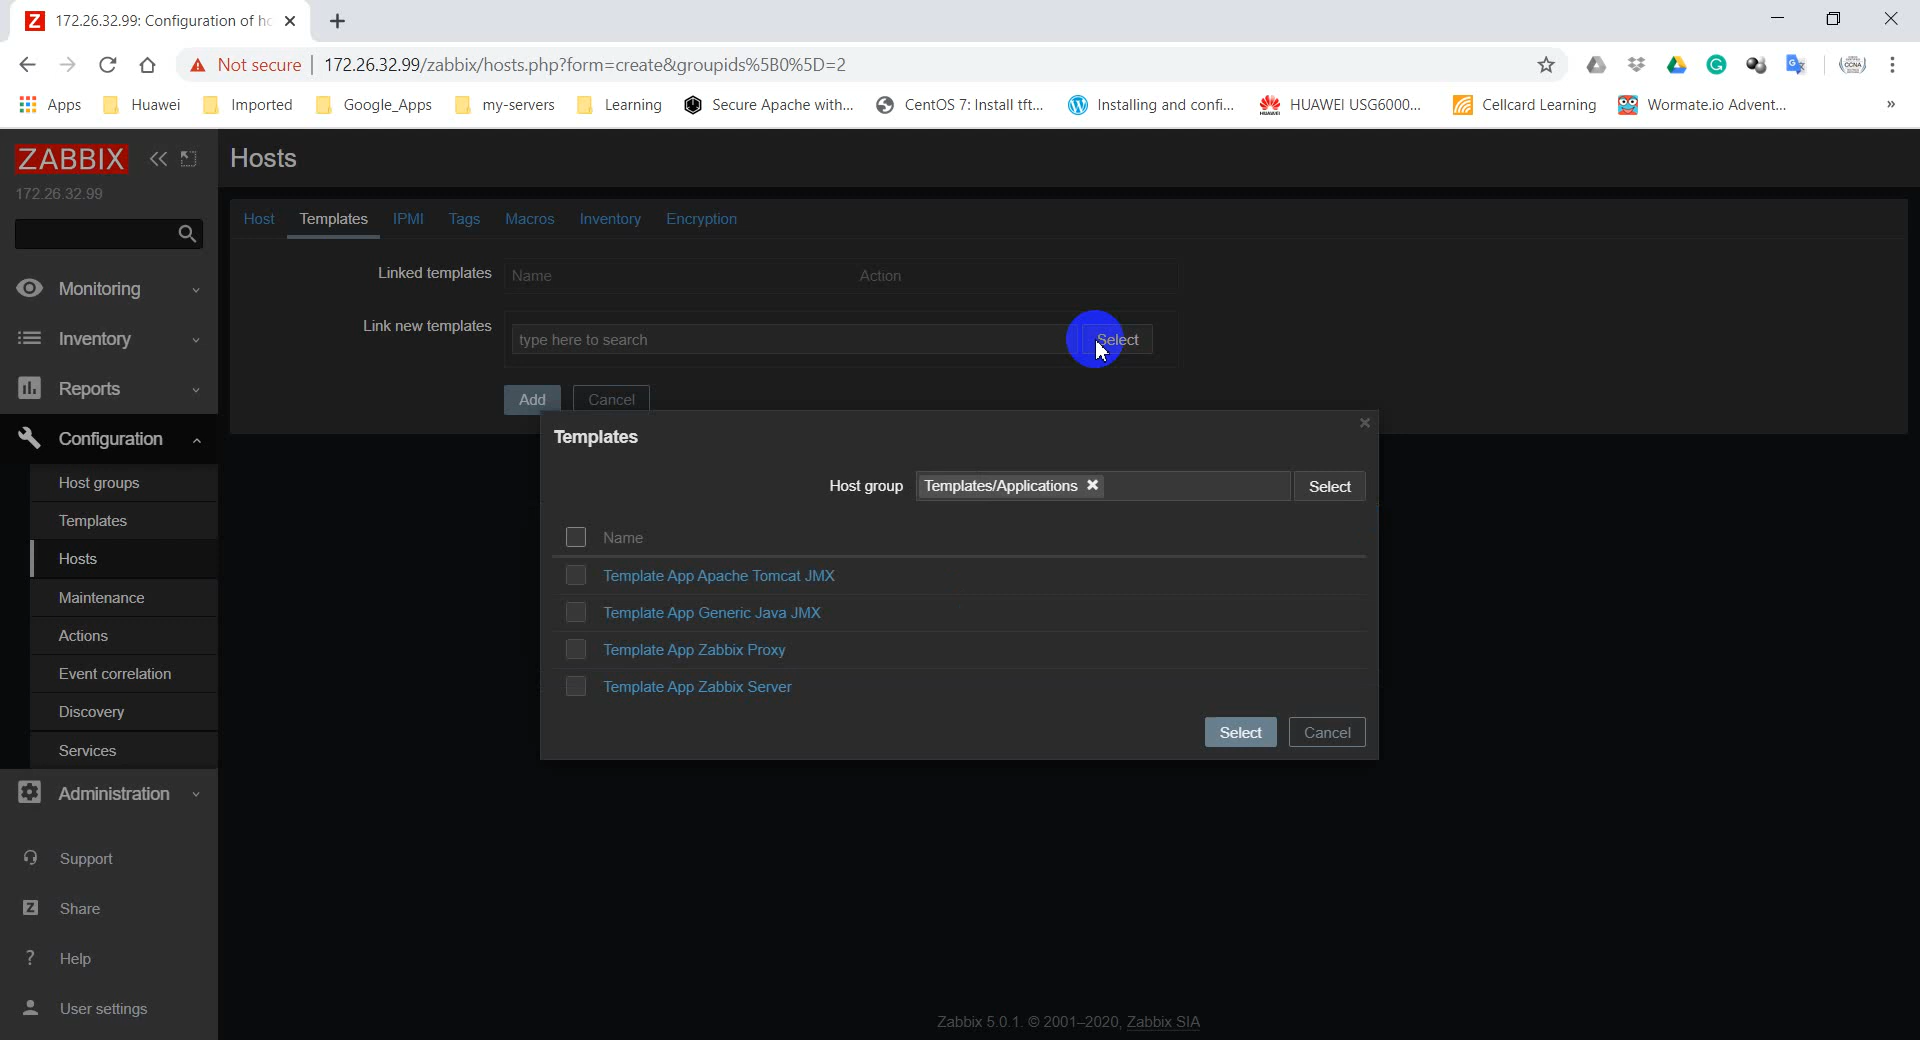 Z 172.26.32.99: Configuration of ho
Not secure 172.26.32.99/zabbix/hosts.php?form=create&groupids%5B0%5D=2
Apps Huawei Imported Google_Apps my-servers Learning Secure Apache with... CentOS 7: Install tft... Installing and confi... HUAWEI USG6000... Cellcard Learning Wormate.io Advent... »
ZABBIX Hosts
172.26.32.99
Host Templates IPMI Tags Macros Inventory Encryption
Linked templates Name Action
Link new templates type here to search Select
Add Cancel
Monitoring
Inventory
Reports
Configuration
Host groups
Templates
Hosts
Maintenance
Actions
Event correlation
Discovery
Services
Administration
Support
Z Share
? Help
User settings
Templates
Host group Templates/Applications Select
Name
Template App Apache Tomcat JMX
Template App Generic Java JMX
Template App Zabbix Proxy
Template App Zabbix Server
Select Cancel
Zabbix 5.0.1. © 2001–2020, Zabbix SIA